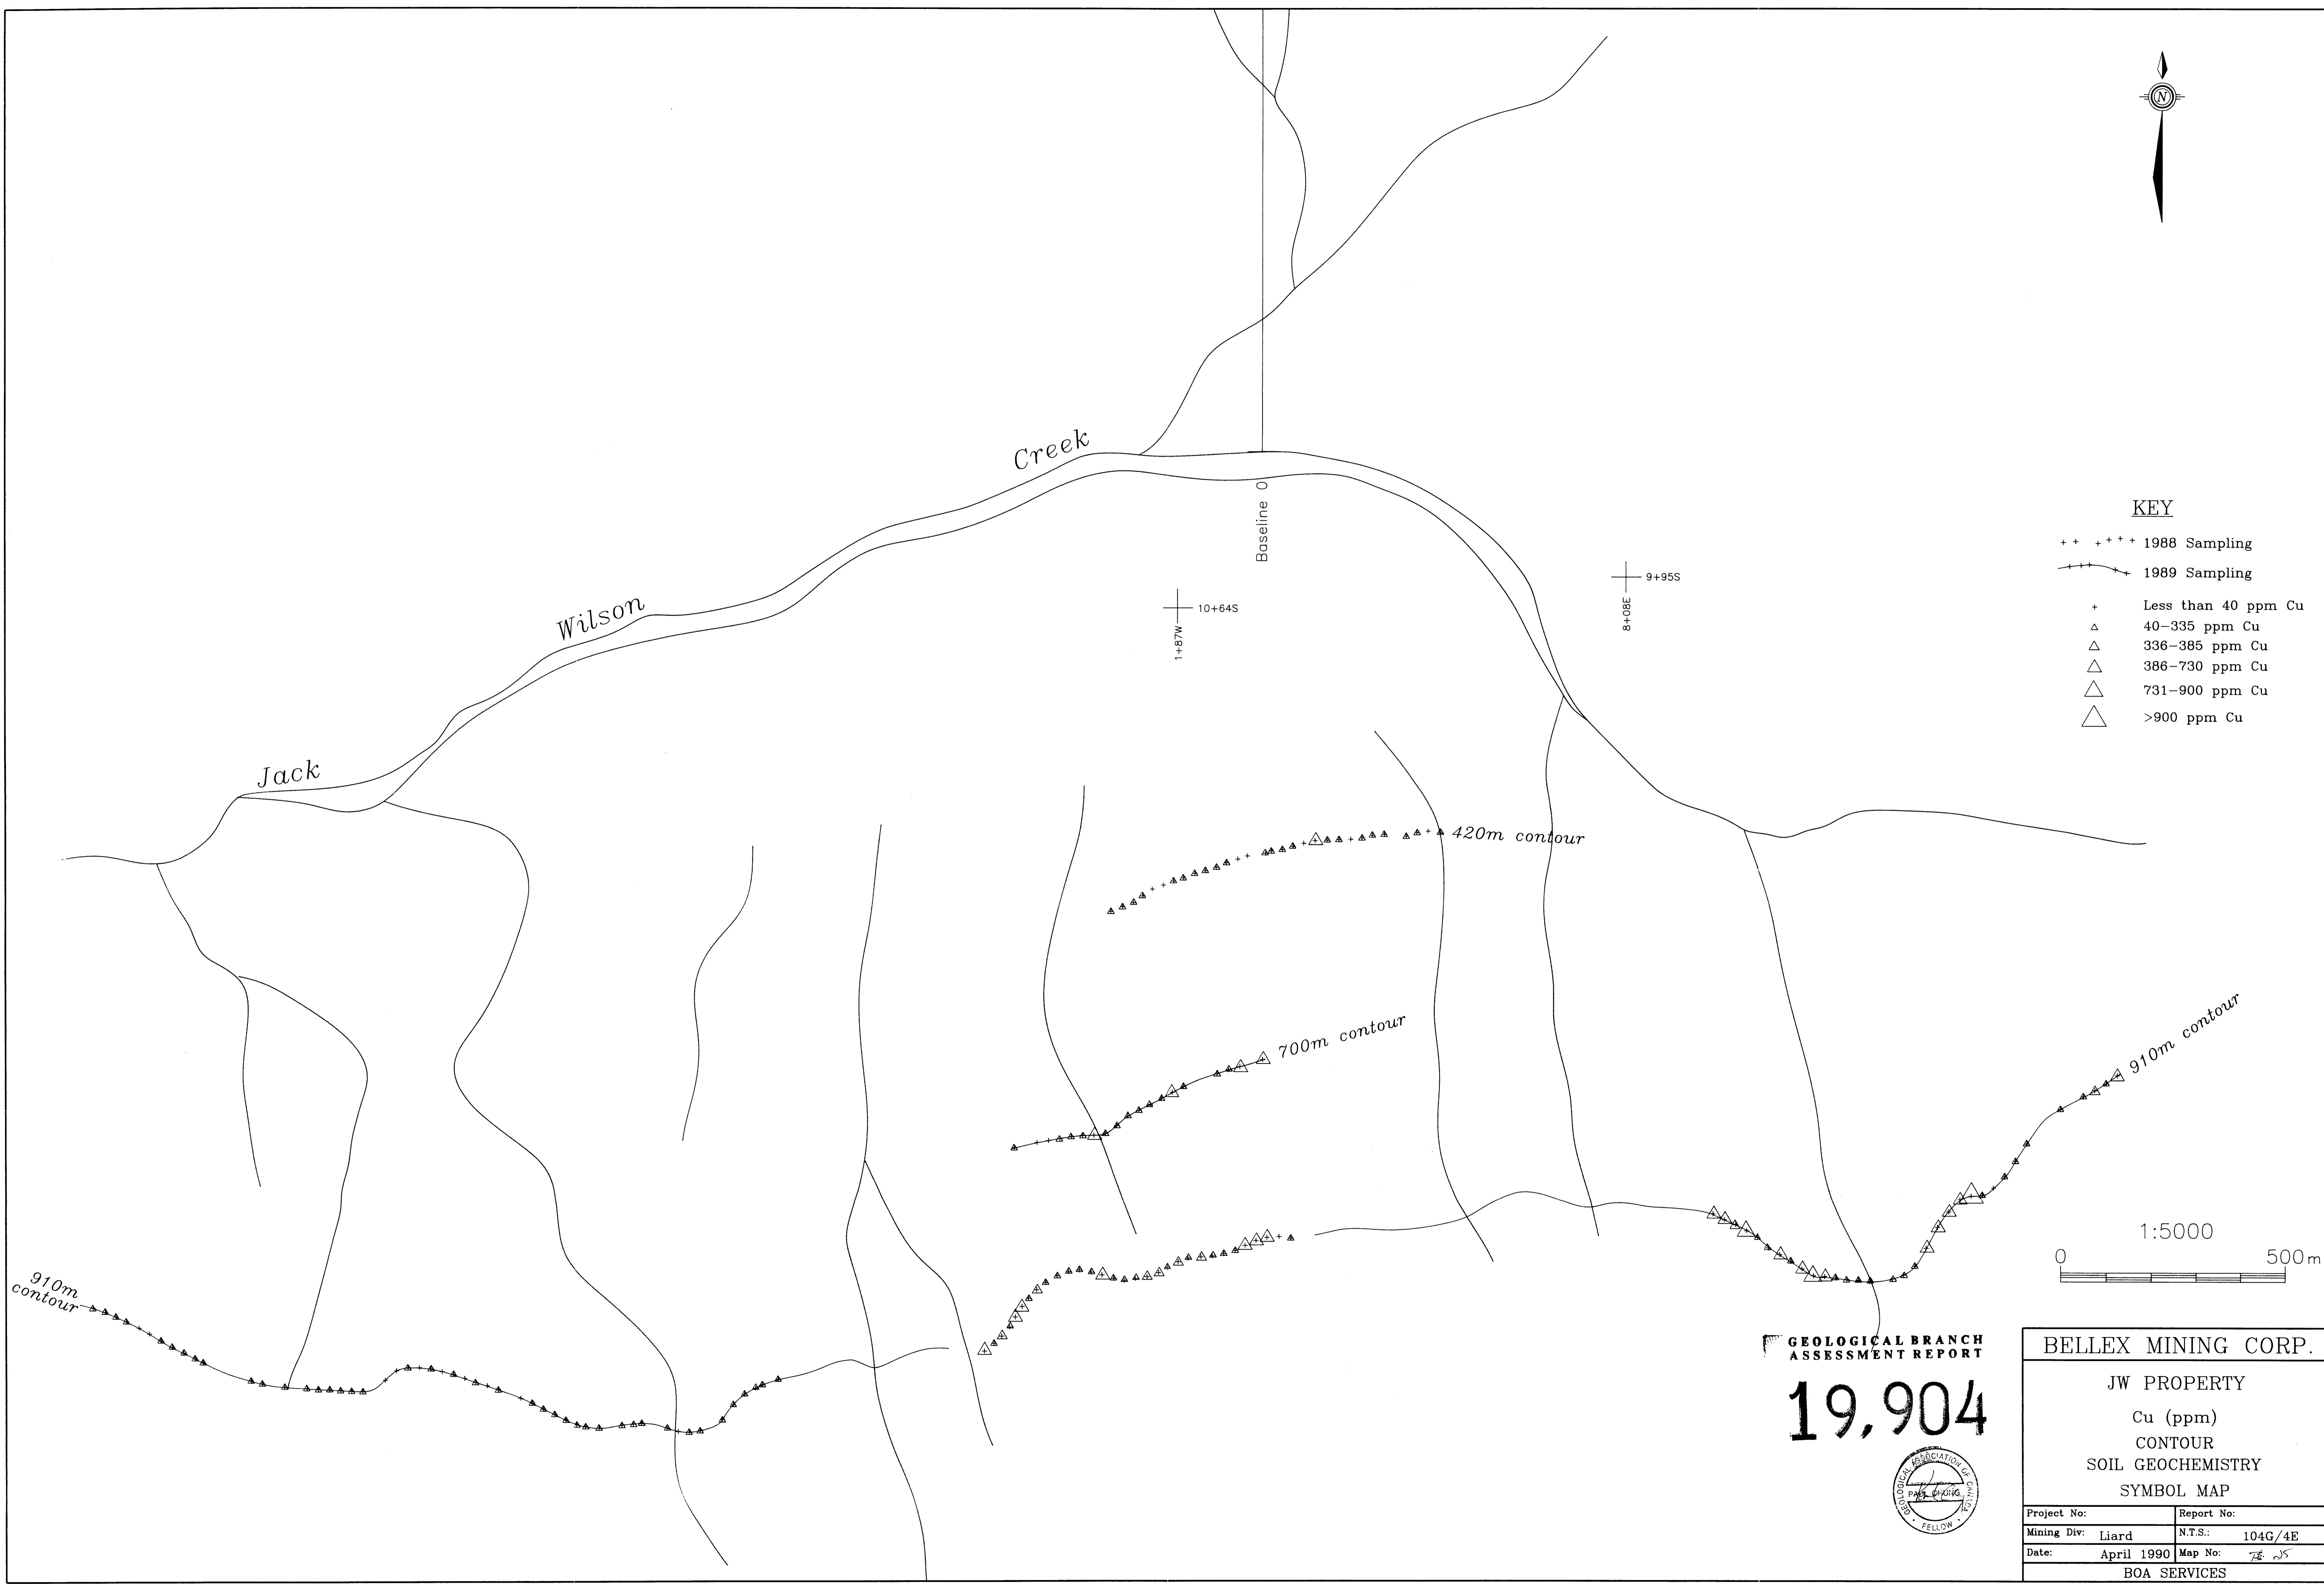 N
Creek
Baseline 0
KEY
1988 Sampling
1989 Sampling
Less than 40 ppm Cu
40-335 ppm Cu
336-385 ppm Cu
386-730 ppm Cu
731-900 ppm Cu
>900 ppm Cu
9+95S
8+08E
10+64S
1+87W
Wilson
Jack
420m contour
700m contour
910m contour
1:5000
0 500m
910m
contour
GEOLOGICAL BRANCH
ASSESSMENT REPORT
19,904
GEOLOGICAL ASSOCIATION OF CANADA
FELLOW
BELLEX MINING CORP.
JW PROPERTY
Cu (ppm)
CONTOUR
SOIL GEOCHEMISTRY
SYMBOL MAP
Project No: Report No:
Mining Div: Liard N.T.S.: 104G/4E
Date: April 1990 Map No:
BOA SERVICES